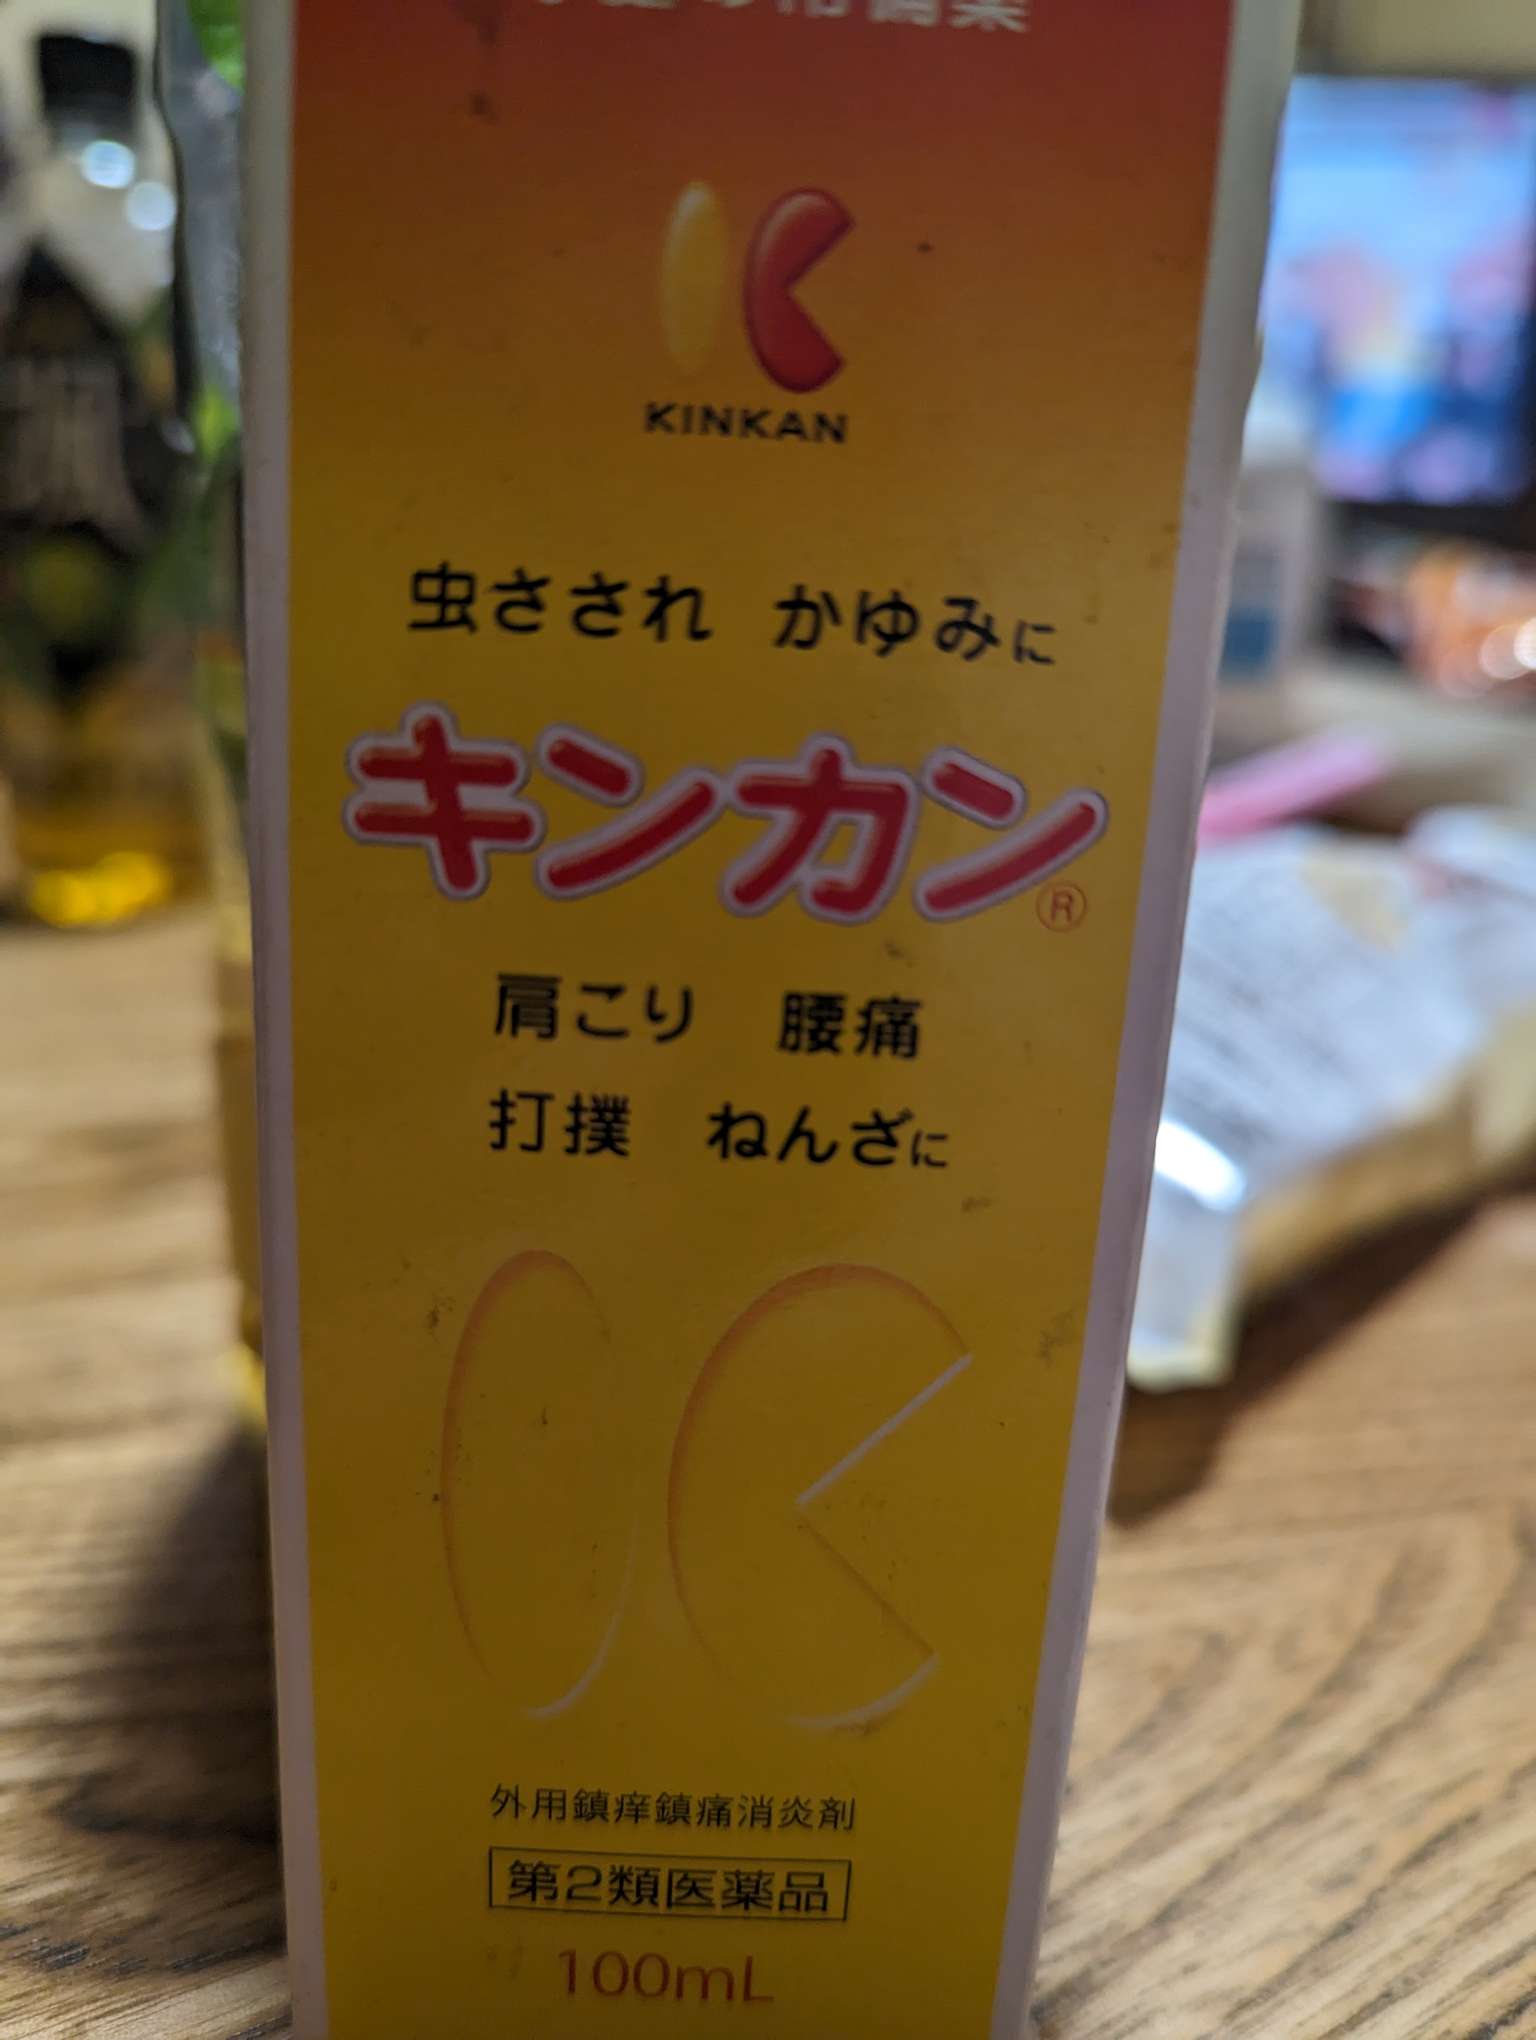 KINKAN
虫さされ かゆみに
キンカン®
肩こり 腰痛
打撲 ねんざに
外用鎮痒鎮痛消炎剤
第2類医薬品
100mL